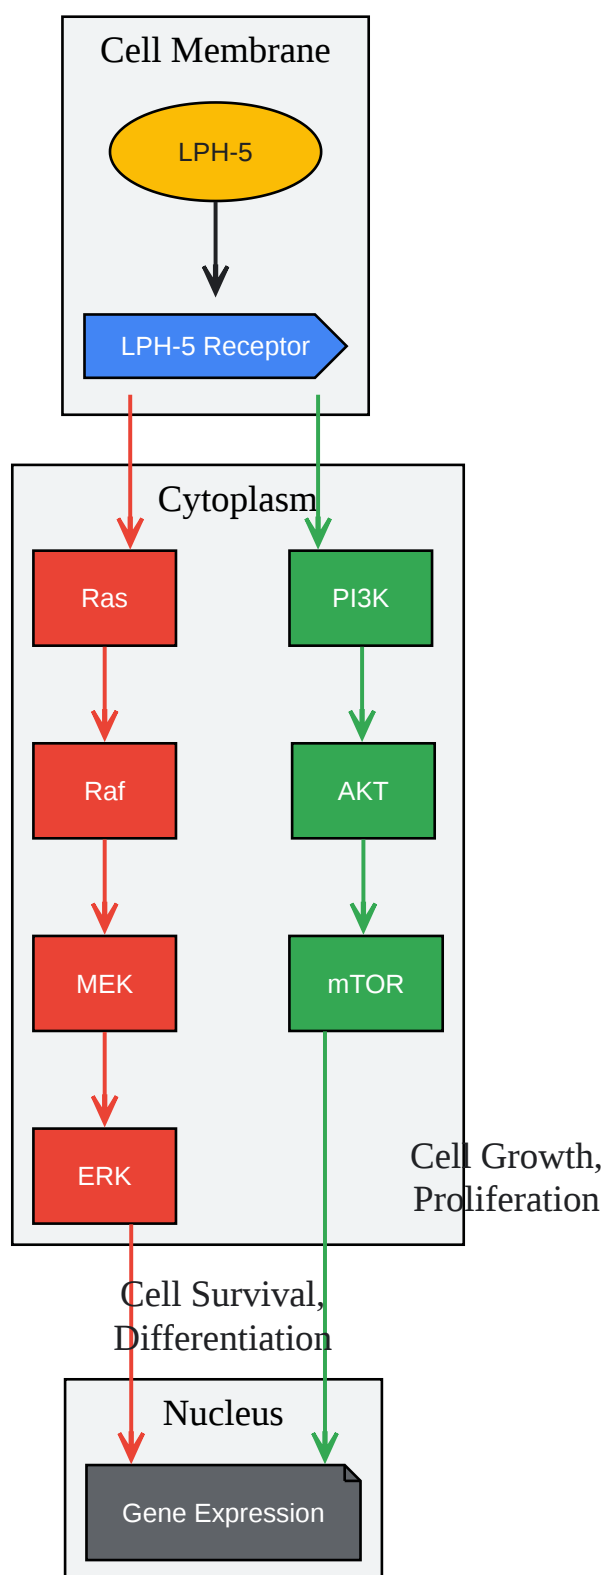 Cell Membrane
LPH-5
LPH-5 Receptor
Cytoplasm
Ras
PI3K
Raf
AKT
MEK
mTOR
ERK
Cell Growth,
Proliferation
Cell Survival,
Differentiation
Nucleus
Gene Expression